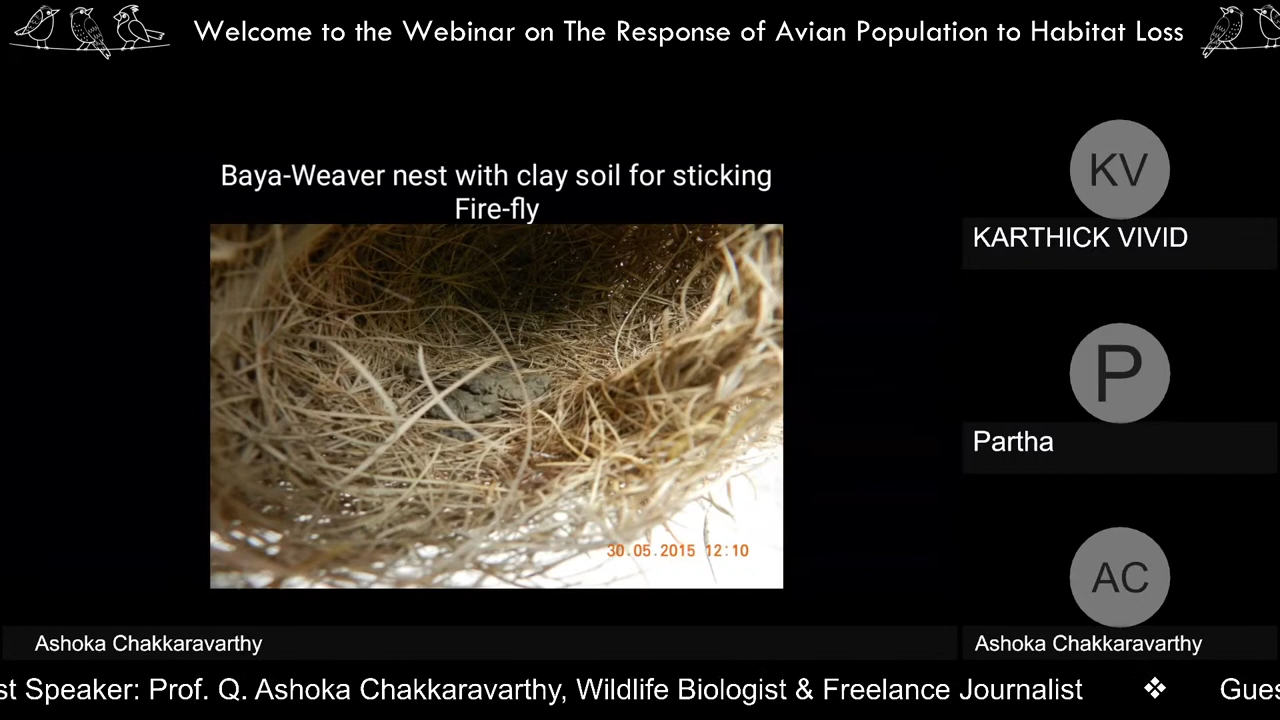 Welcome to the Webinar on The Response of Avian Population to Habitat Loss
Baya-Weaver nest with clay soil for sticking
Fire-fly
30.05.2015 12:10
KV
KARTHICK VIVID
P
Partha
AC
Ashoka Chakkaravarthy
Ashoka Chakkaravarthy
st Speaker: Prof. Q. Ashoka Chakkaravarthy, Wildlife Biologist & Freelance Journalist ❖ Gues